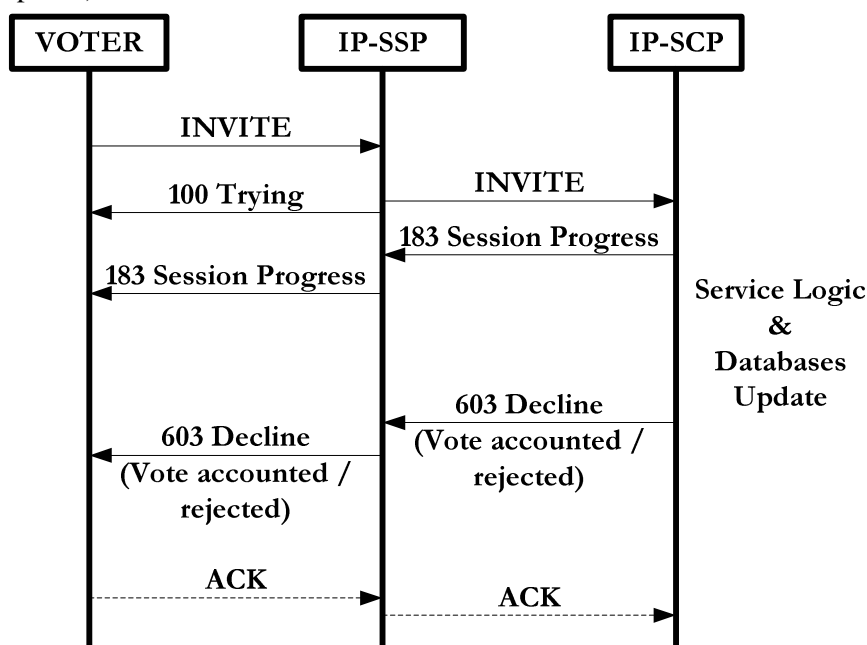 VOTER
IP-SSP
IP-SCP
INVITE
100 Trying
INVITE
183 Session Progress
183 Session Progress
Service Logic
&
Databases
Update
603 Decline
(Vote accounted /
rejected)
603 Decline
(Vote accounted /
rejected)
ACK
ACK